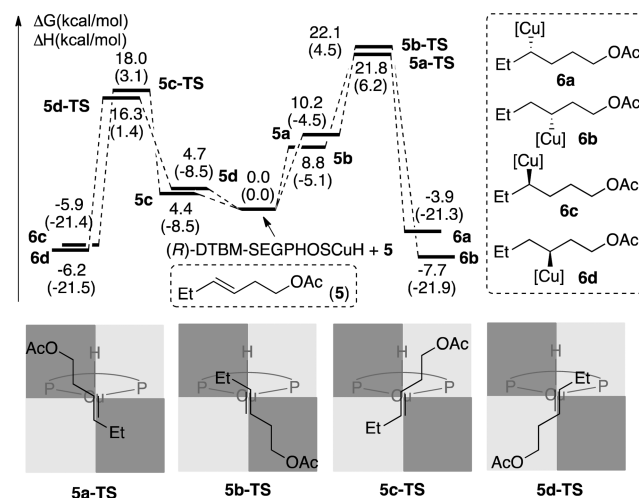 ΔG(kcal/mol)
ΔH(kcal/mol)
18.0
(3.1)
5c-TS
5d-TS
16.3
(1.4)
22.1
(4.5)
5b-TS
5a-TS
21.8
(6.2)
10.2
(-4.5)
5a
5b
8.8
(-5.1)
4.7
(-8.5)
5d
0.0
(0.0)
5c
4.4
(-8.5)
-5.9
(-21.4)
6c
6d
-6.2
(-21.5)
-3.9
(-21.3)
6a
6b
-7.7
(-21.9)
(R)-DTBM-SEGPHOSCuH + 5
Et
OAc
(5)
[Cu]
OAc
Et
6a
Et
OAc
[Cu]
6b
[Cu]
OAc
Et
6c
Et
OAc
[Cu]
6d
AcO
H
P
Cu
P
Et
5a-TS
H
Et
P
Cu
P
OAc
5b-TS
OAc
H
P
Cu
P
Et
5c-TS
H
Et
P
Cu
P
AcO
5d-TS